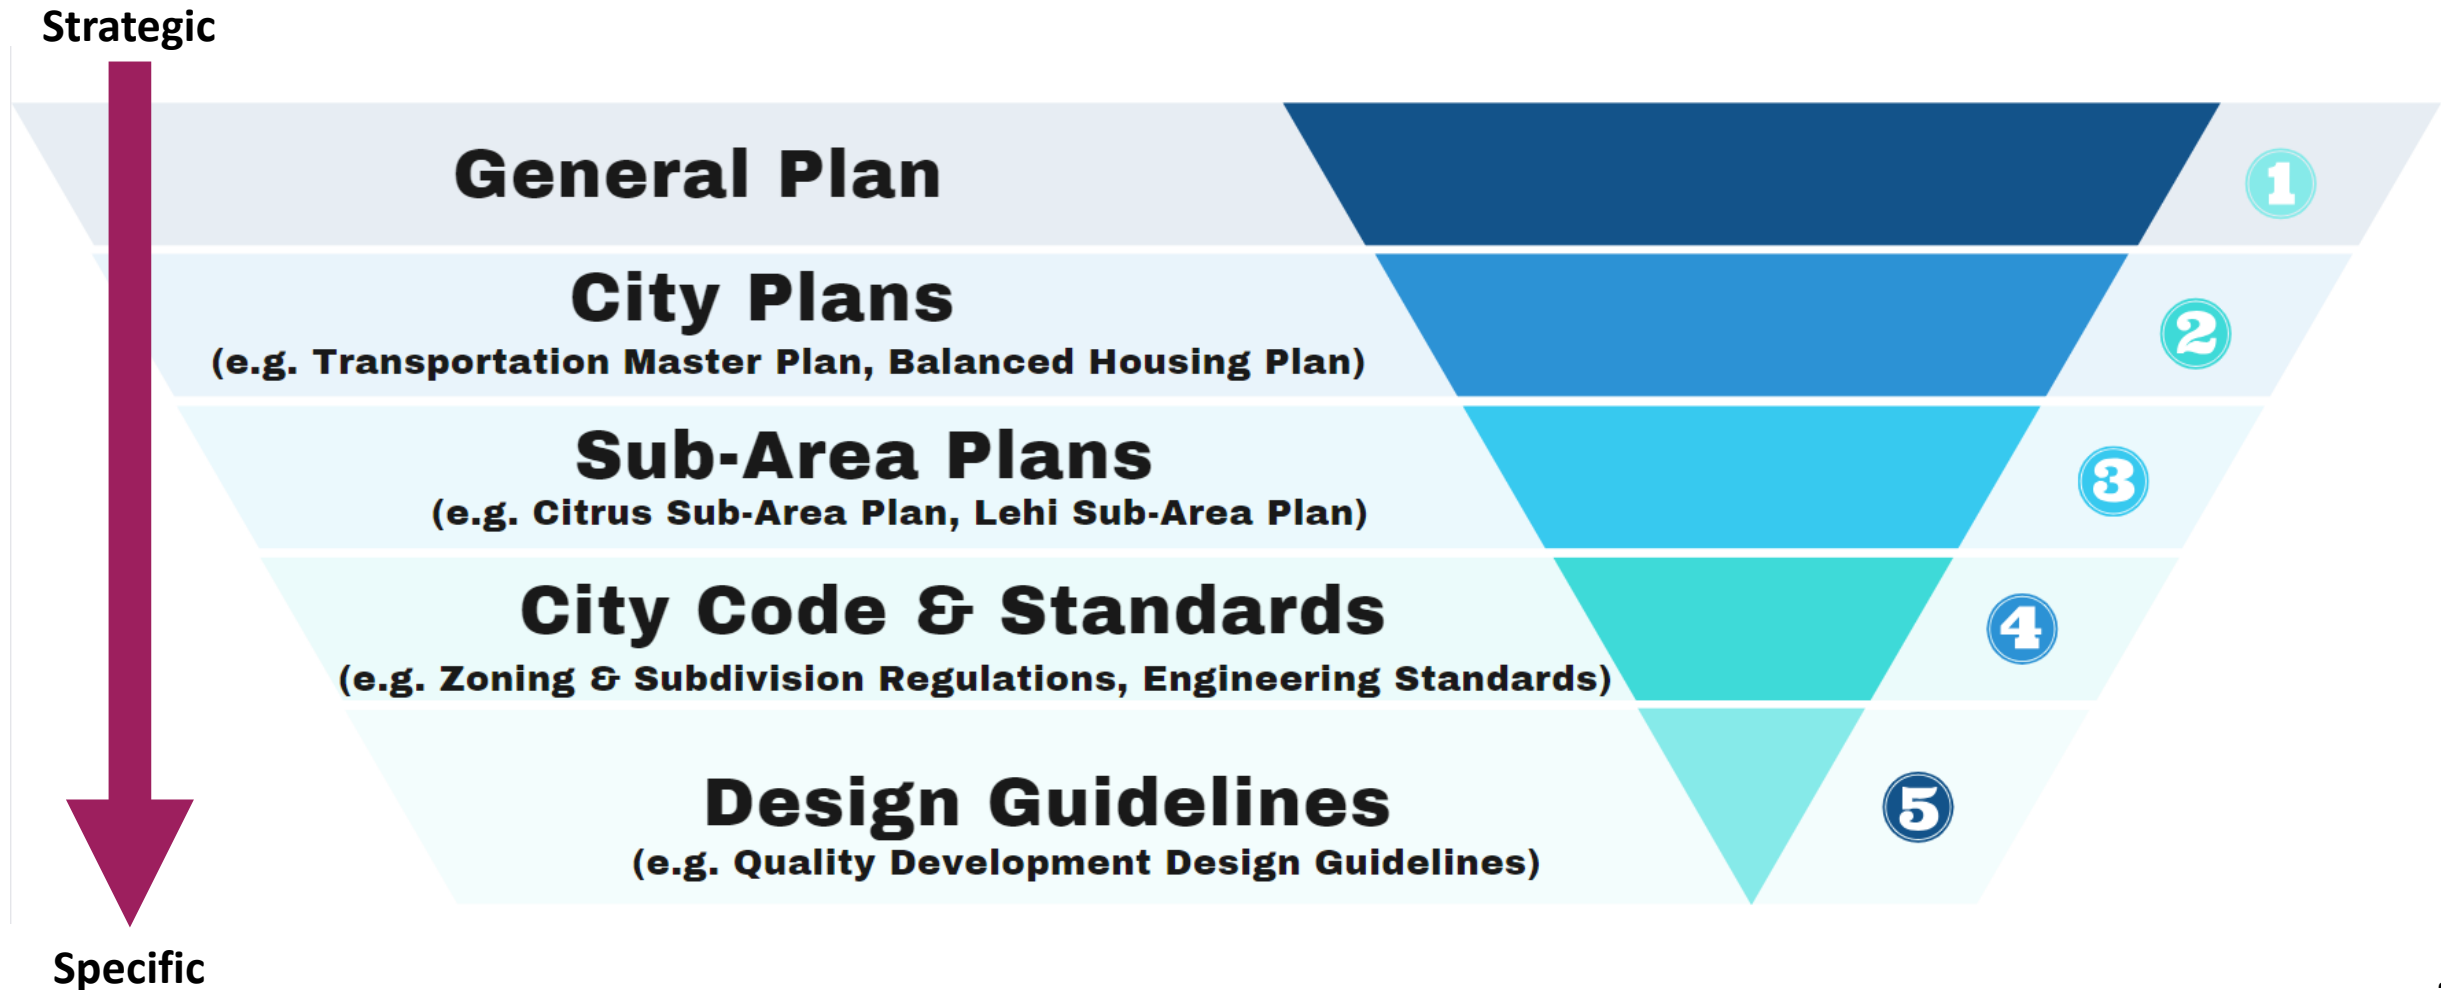 Strategic
General Plan
1
City Plans
(e.g. Transportation Master Plan, Balanced Housing Plan)
2
Sub-Area Plans
(e.g. Citrus Sub-Area Plan, Lehi Sub-Area Plan)
3
City Code & Standards
(e.g. Zoning & Subdivision Regulations, Engineering Standards)
4
Design Guidelines
(e.g. Quality Development Design Guidelines)
5
Specific